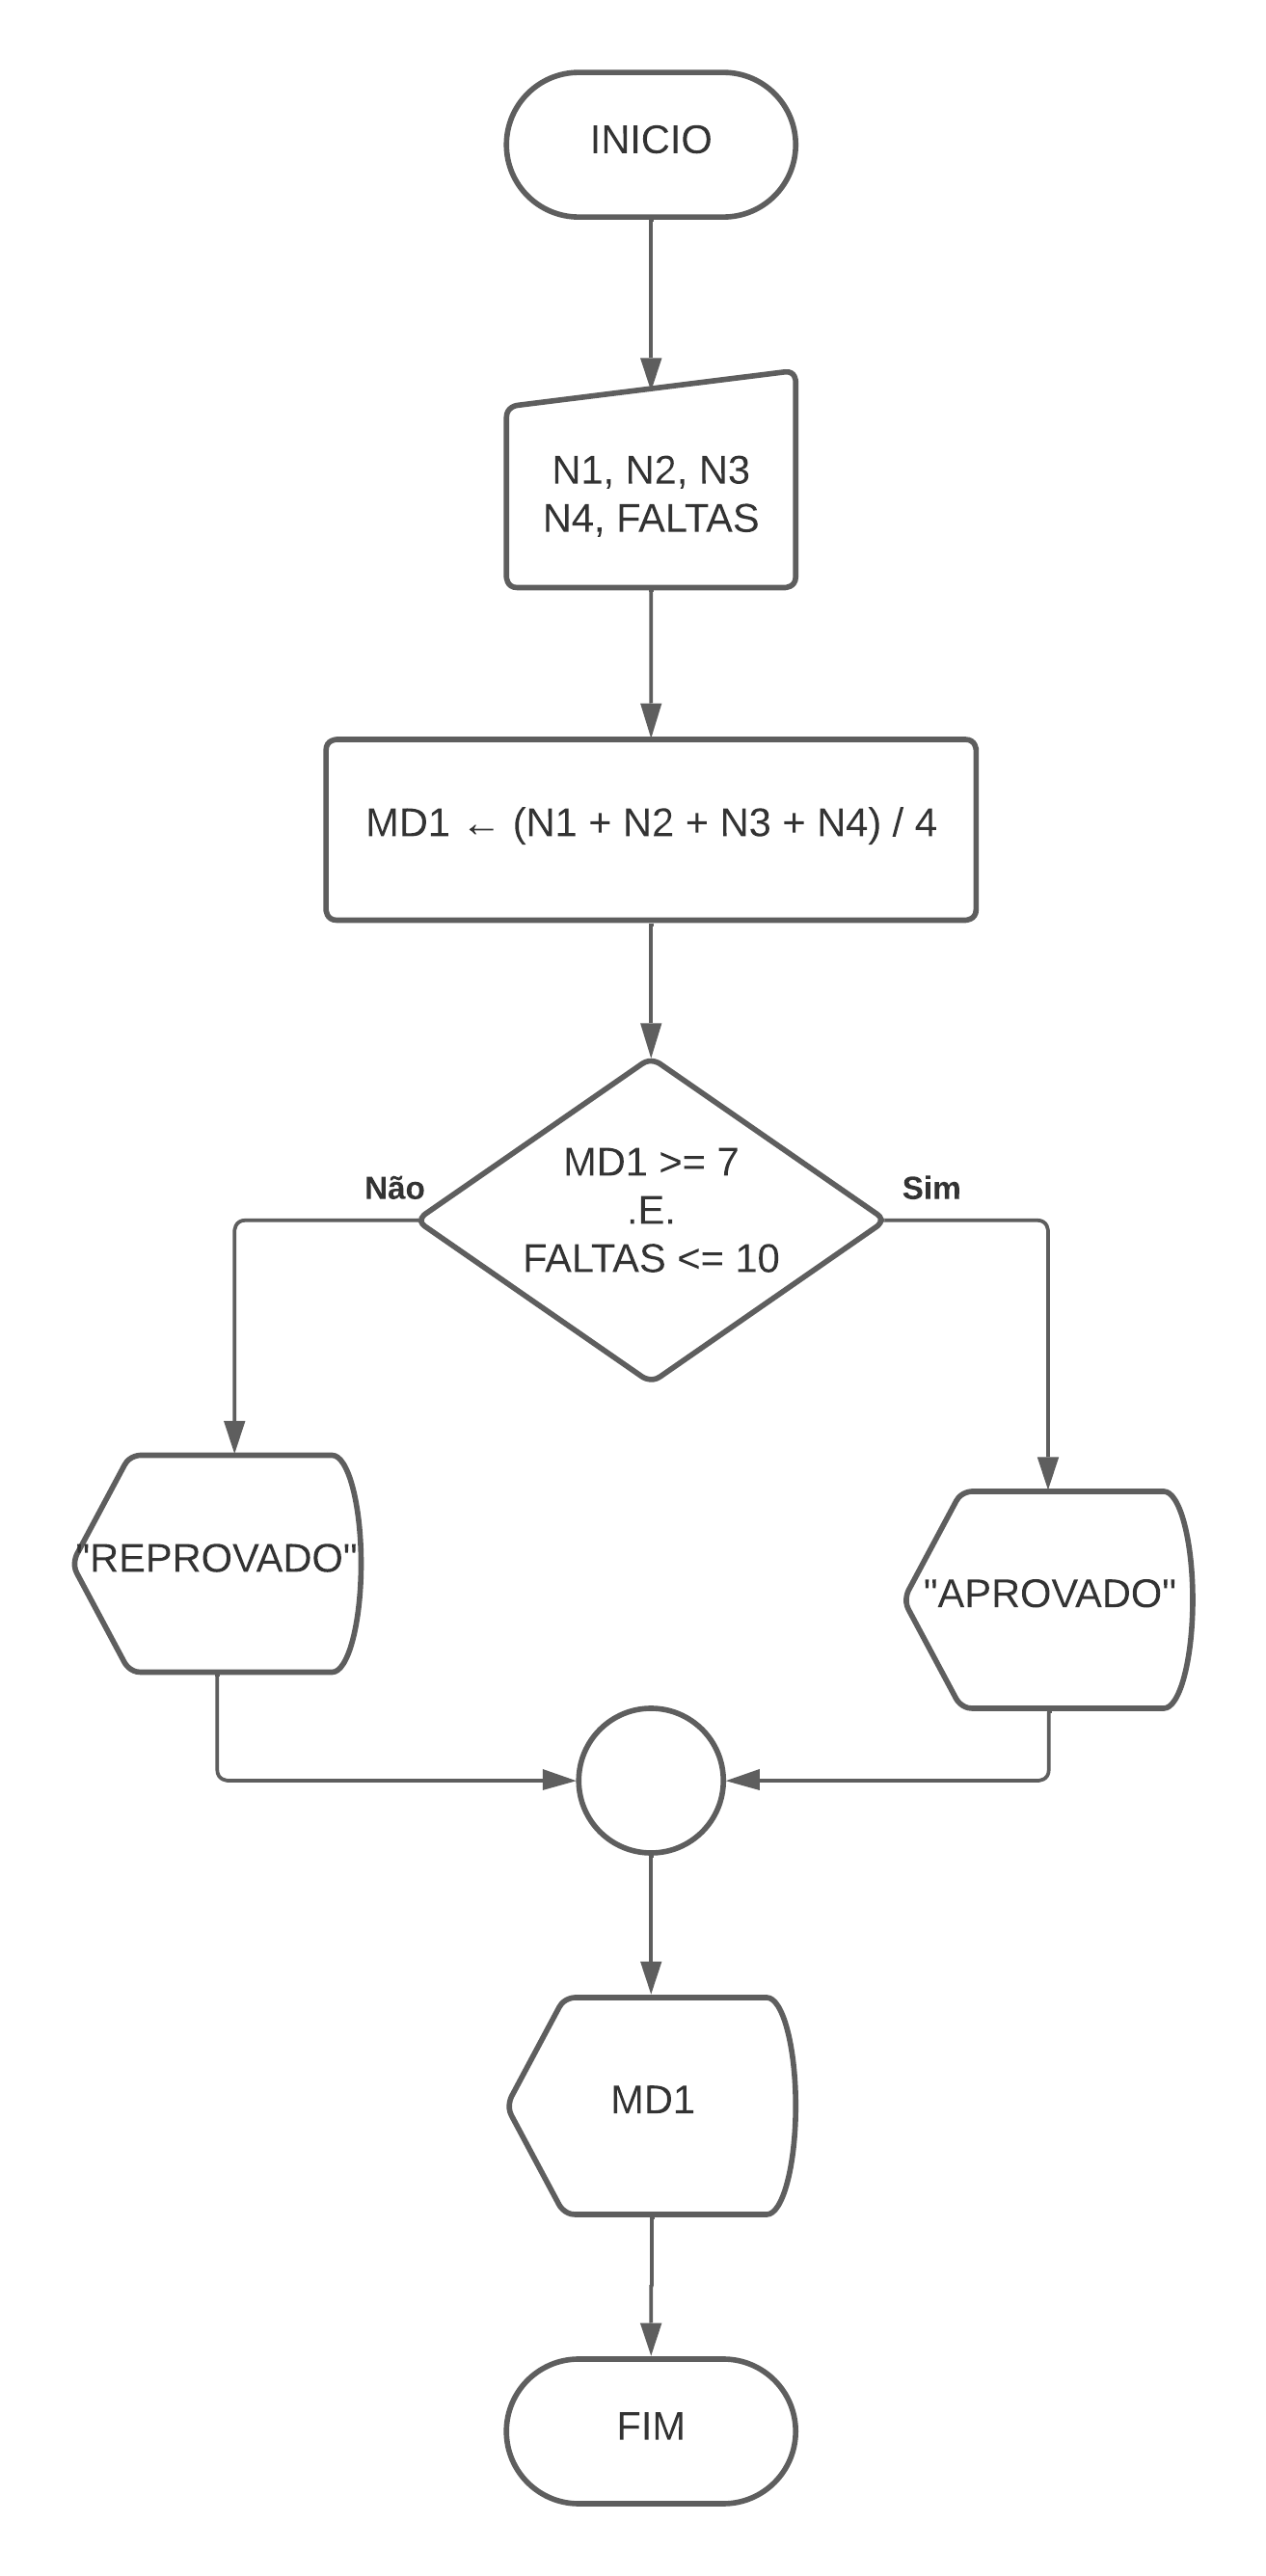 INICIO
N1, N2, N3
N4, FALTAS
MD1 ← (N1 + N2 + N3 + N4) / 4
MD1 >= 7
.E.
FALTAS <= 10
Não
Sim
"REPROVADO"
"APROVADO"
MD1
FIM